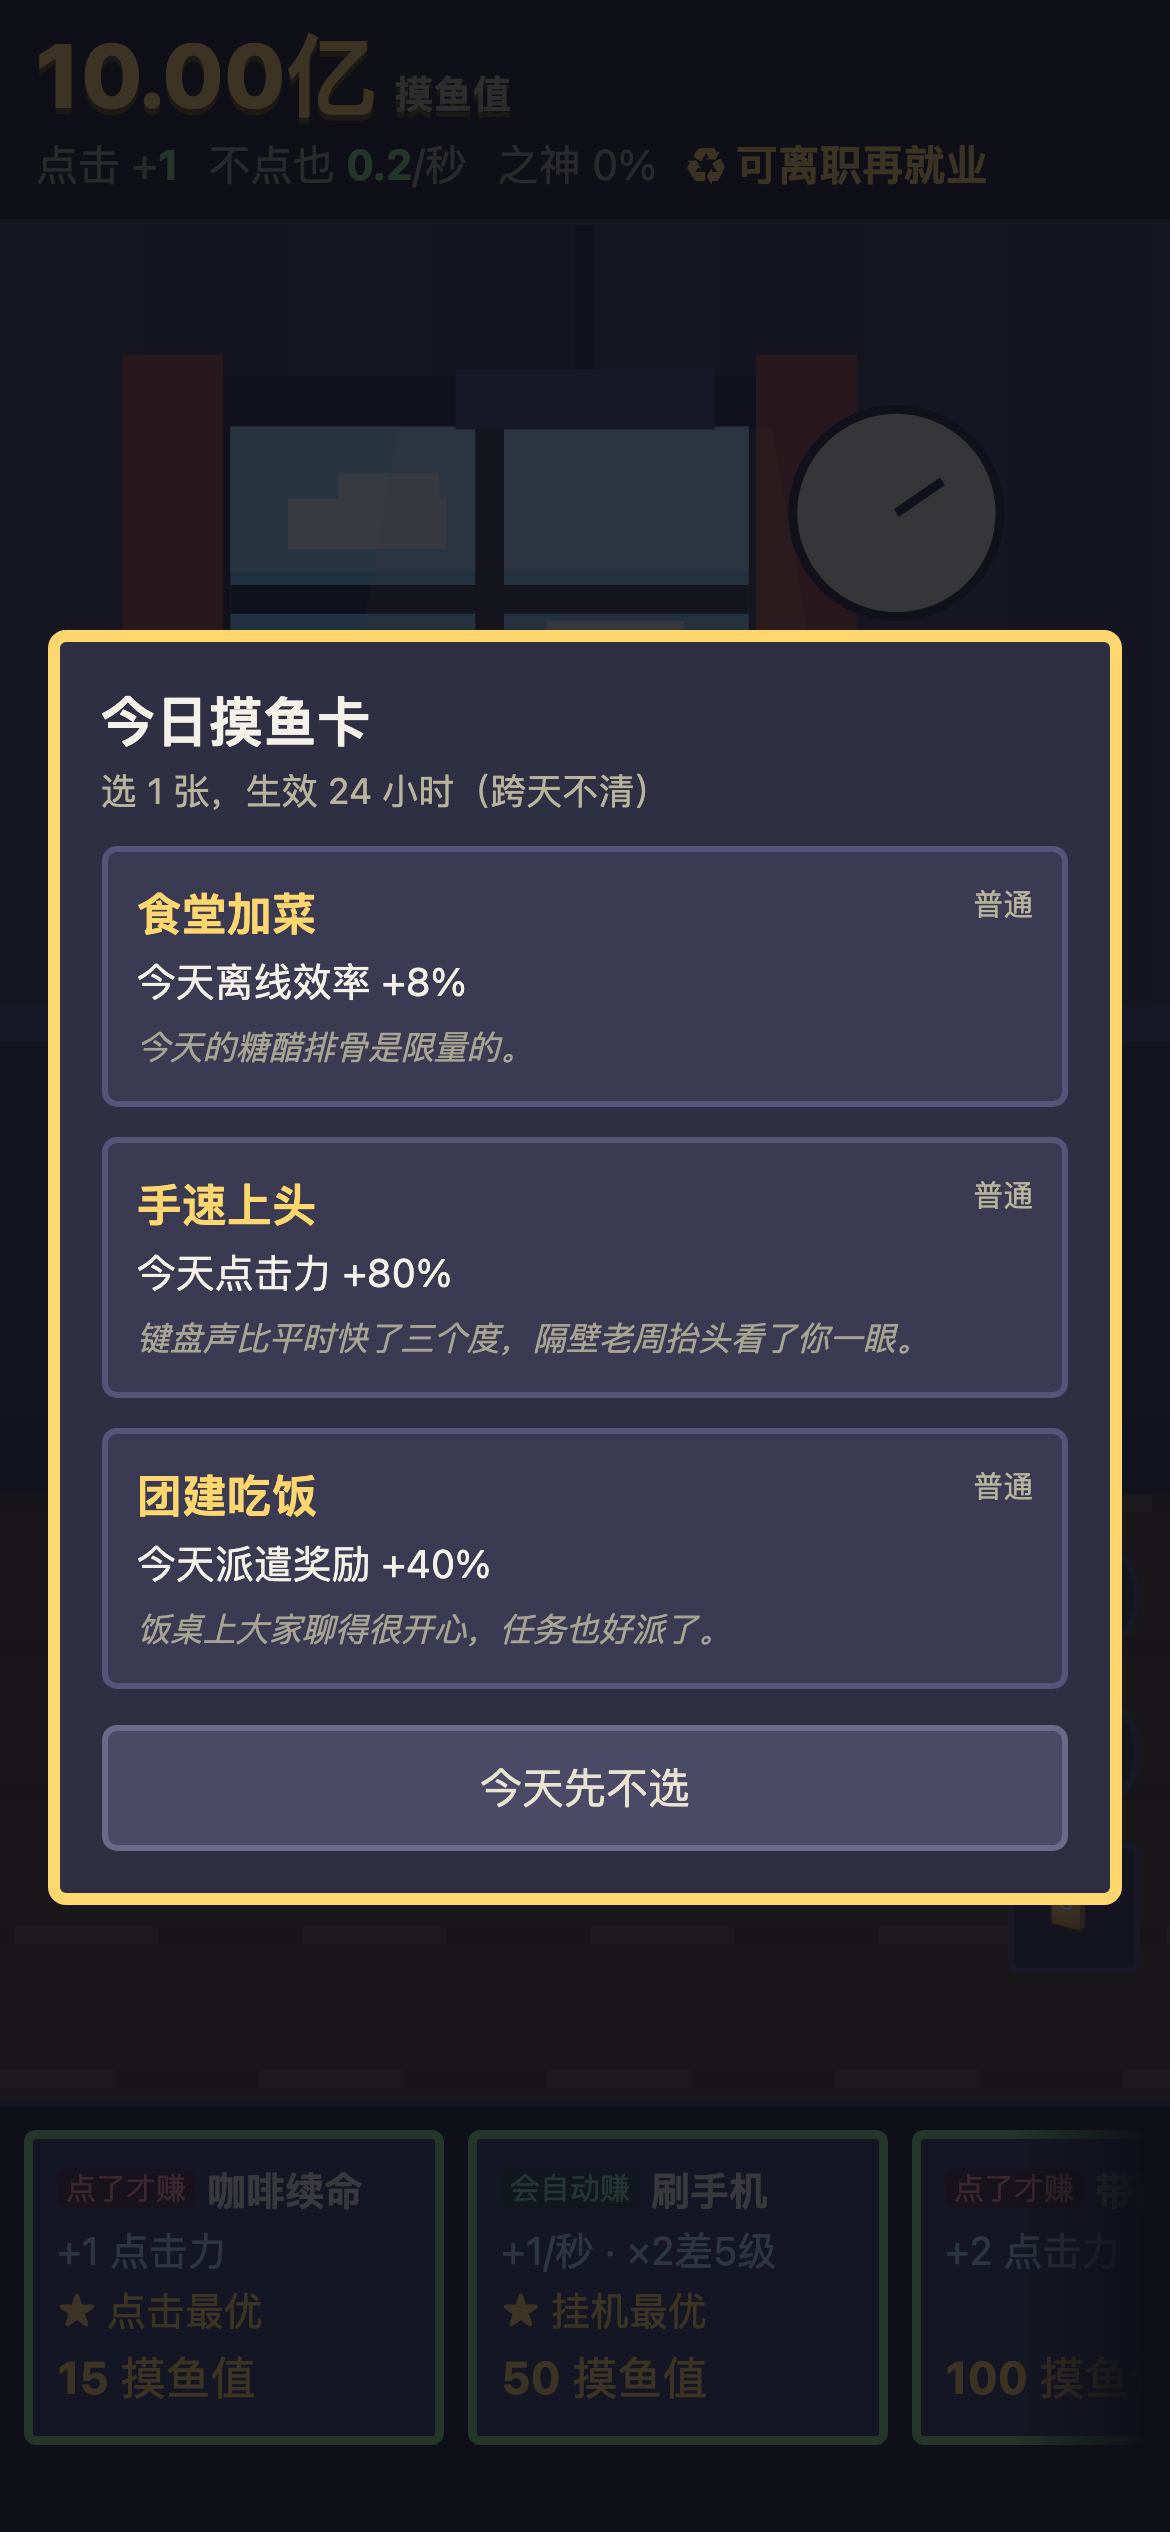 10.00亿 摸鱼值
点击 +1 不点也 0.2/秒 之神 0% ♻ 可离职再就业
今日摸鱼卡
选 1 张，生效 24 小时（跨天不清）
食堂加菜 普通
今天离线效率 +8%
今天的糖醋排骨是限量的。
手速上头 普通
今天点击力 +80%
键盘声比平时快了三个度，隔壁老周抬头看了你一眼。
团建吃饭 普通
今天派遣奖励 +40%
饭桌上大家聊得很开心，任务也好派了。
今天先不选
点了才赚 咖啡续命
+1 点击力
★ 点击最优
15 摸鱼值
会自动赚 刷手机
+1/秒 · ×2差5级
★ 挂机最优
50 摸鱼值
点了才赚 带
+2 点击力
100 摸鱼